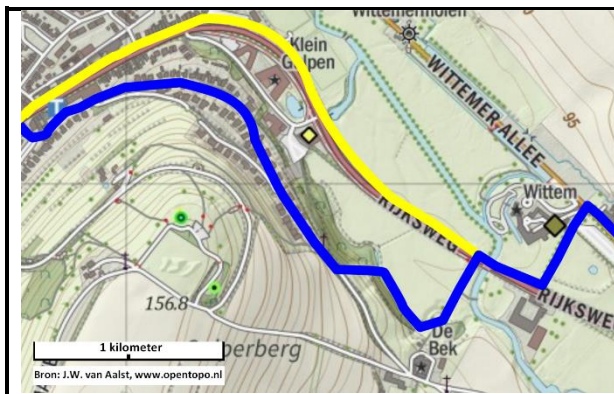 Wittemermolen
Klein
Gulpen
WITTEMER ALLEE
95
Wittem
RIJKSWEG
RIJKSWEG
156.8
De
Bek
1 kilometer
Bron: J.W. van Aalst, www.opentopo.nl